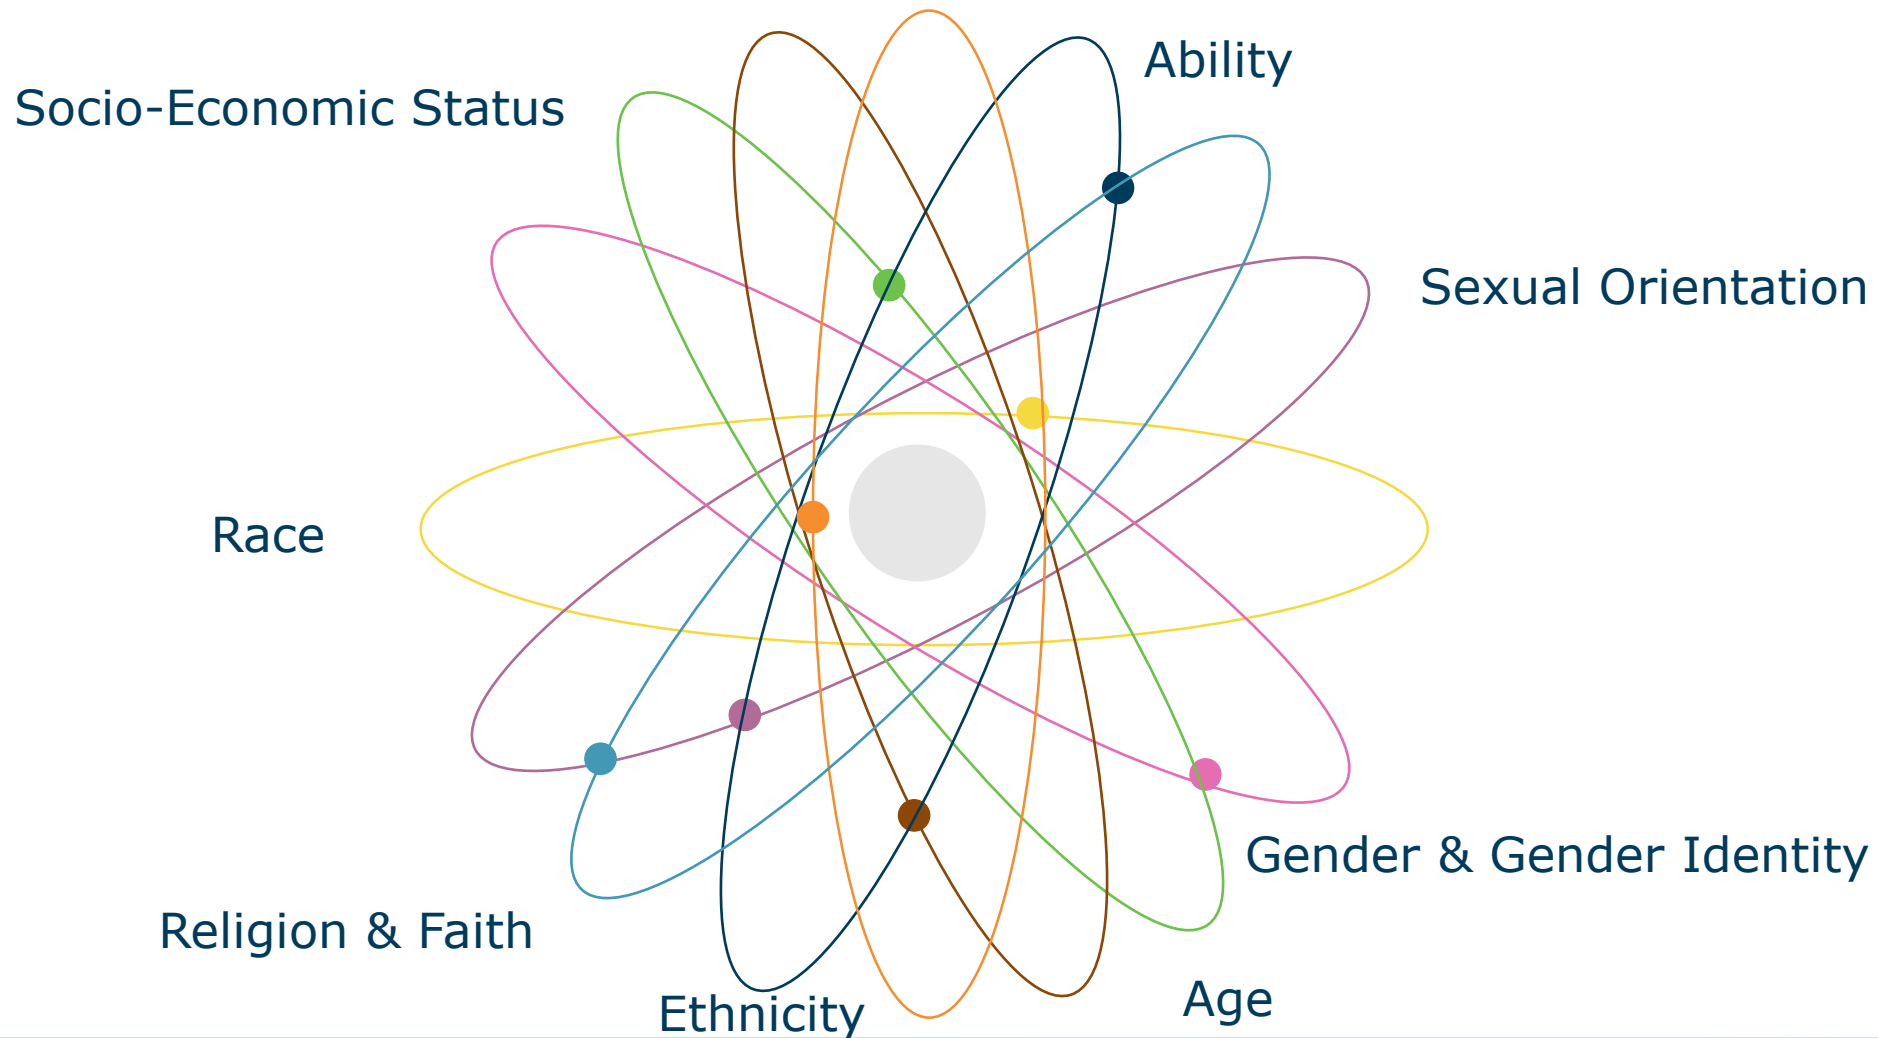 Ability
Socio-Economic Status
Sexual Orientation
Race
Gender & Gender Identity
Religion & Faith
Age
Ethnicity